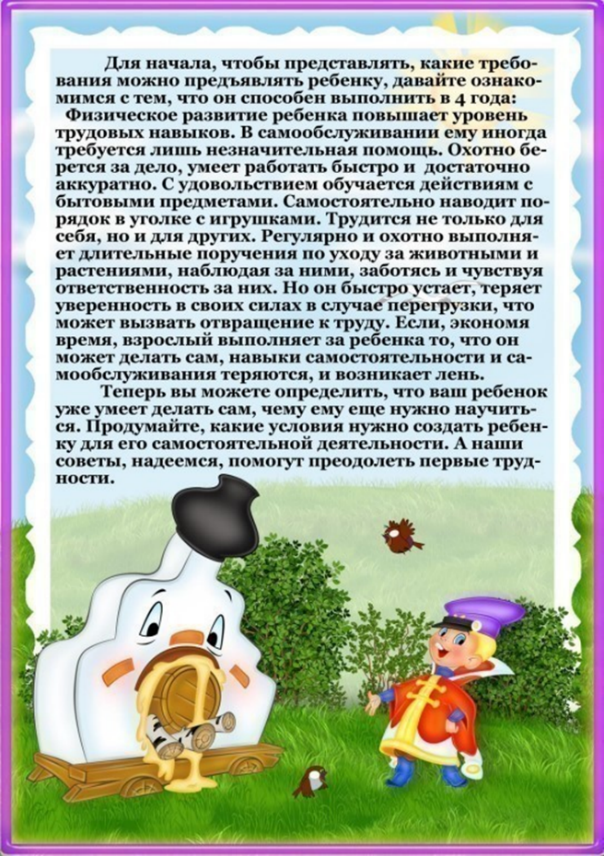 Для начала, чтобы представлять, какие требо-
вания можно предъявлять ребенку, давайте ознако-
мимся с тем, что он способен выполнить в 4 года:
Физическое развитие ребенка повышает уровень
трудовых навыков. В самообслуживании ему иногда
требуется лишь незначительная помощь. Охотно бе-
рется за дело, умеет работать быстро и достаточно
аккуратно. С удовольствием обучается действиям с
бытовыми предметами. Самостоятельно наводит по-
рядок в уголке с игрушками. Трудится не только для
себя, но и для других. Регулярно и охотно выполня-
ет длительные поручения по уходу за животными и
растениями, наблюдая за ними, заботясь и чувствуя
ответственность за них. Но он быстро устает, теряет
уверенность в своих силах в случае перегрузки, что
может вызвать отвращение к труду. Если, экономя
время, взрослый выполняет за ребенка то, что он
может делать сам, навыки самостоятельности и са-
мообслуживания теряются, и возникает лень.
Теперь вы можете определить, что ваш ребенок
уже умеет делать сам, чему ему еще нужно научить-
ся. Продумайте, какие условия нужно создать ребен-
ку для его самостоятельной деятельности. А наши
советы, надеемся, помогут преодолеть первые труд-
ности.